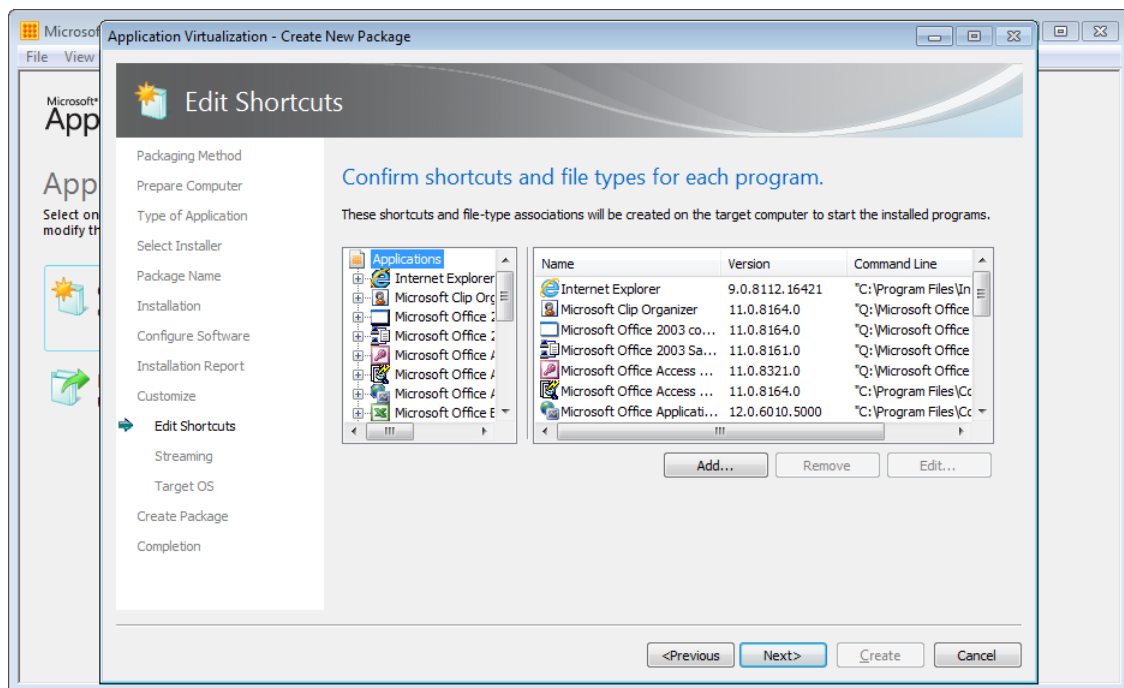 Microsof
File View
Application Virtualization - Create New Package
Microsoft®
App
App
Select on
modify th
Edit Shortcuts
Packaging Method
Prepare Computer
Type of Application
Select Installer
Package Name
Installation
Configure Software
Installation Report
Customize
Edit Shortcuts
Streaming
Target OS
Create Package
Completion
Confirm shortcuts and file types for each program.
These shortcuts and file-type associations will be created on the target computer to start the installed programs.
Applications
Internet Explorer
Microsoft Clip Org
Microsoft Office 2
Microsoft Office 2
Microsoft Office A
Microsoft Office A
Microsoft Office A
Microsoft Office E
Name Version Command Line
Internet Explorer 9.0.8112.16421 "C:\Program Files\In
Microsoft Clip Organizer 11.0.8164.0 "Q:\Microsoft Office
Microsoft Office 2003 co... 11.0.8164.0 "Q:\Microsoft Office
Microsoft Office 2003 Sa... 11.0.8161.0 "Q:\Microsoft Office
Microsoft Office Access ... 11.0.8321.0 "Q:\Microsoft Office
Microsoft Office Access ... 11.0.8164.0 "C:\Program Files\Co
Microsoft Office Applicati... 12.0.6010.5000 "C:\Program Files\Co
Add... Remove Edit...
<Previous Next> Create Cancel